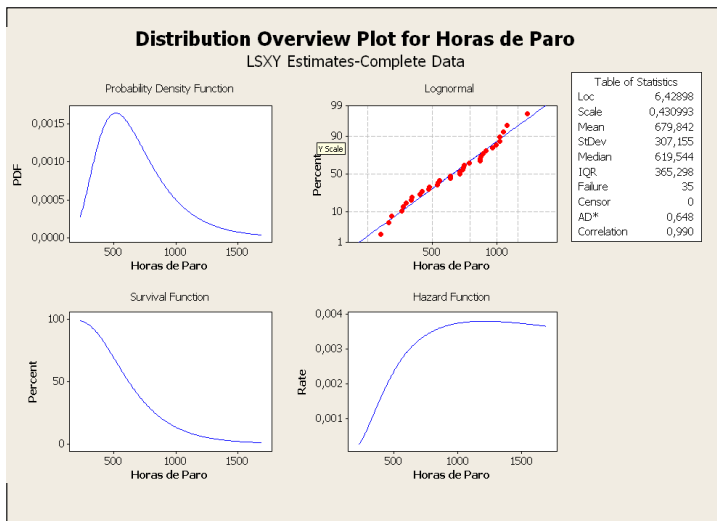 Distribution Overview Plot for Horas de Paro
LSXY Estimates-Complete Data
Probability Density Function
PDF
0,0015
0,0010
0,0005
0,0000
500 1000 1500
Horas de Paro
Lognormal
Percent
Y Scale
99
90
50
10
1
500 1000
Horas de Paro
Table of Statistics
Loc 6,42898
Scale 0,430993
Mean 679,842
StDev 307,155
Median 619,544
IQR 365,298
Failure 35
Censor 0
AD* 0,648
Correlation 0,990
Survival Function
Percent
100
50
0
500 1000 1500
Horas de Paro
Hazard Function
Rate
0,004
0,003
0,002
0,001
500 1000 1500
Horas de Paro